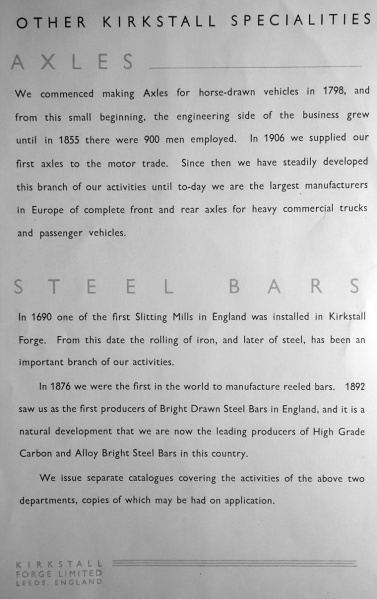 OTHER KIRKSTALL SPECIALITIES
AXLES
We commenced making Axles for horse-drawn vehicles in 1798, and
from this small beginning, the engineering side of the business grew
until in 1855 there were 900 men employed. In 1906 we supplied our
first axles to the motor trade. Since then we have steadily developed
this branch of our activities until to-day we are the largest manufacturers
in Europe of complete front and rear axles for heavy commercial trucks
and passenger vehicles.
STEEL BARS
In 1690 one of the first Slitting Mills in England was installed in Kirkstall
Forge. From this date the rolling of iron, and later of steel, has been an
important branch of our activities.
In 1876 we were the first in the world to manufacture reeled bars. 1892
saw us as the first producers of Bright Drawn Steel Bars in England, and it is a
natural development that we are now the leading producers of High Grade
Carbon and Alloy Bright Steel Bars in this country.
We issue separate catalogues covering the activities of the above two
departments, copies of which may be had on application.
KIRKSTALL
FORGE LIMITED
LEEDS, ENGLAND